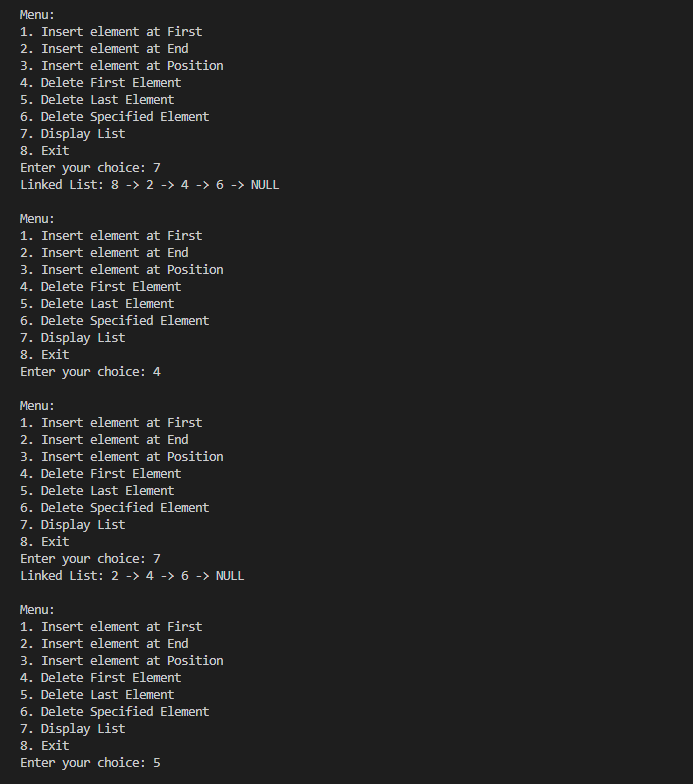 Menu:
1. Insert element at First
2. Insert element at End
3. Insert element at Position
4. Delete First Element
5. Delete Last Element
6. Delete Specified Element
7. Display List
8. Exit
Enter your choice: 7
Linked List: 8 -> 2 -> 4 -> 6 -> NULL

Menu:
1. Insert element at First
2. Insert element at End
3. Insert element at Position
4. Delete First Element
5. Delete Last Element
6. Delete Specified Element
7. Display List
8. Exit
Enter your choice: 4

Menu:
1. Insert element at First
2. Insert element at End
3. Insert element at Position
4. Delete First Element
5. Delete Last Element
6. Delete Specified Element
7. Display List
8. Exit
Enter your choice: 7
Linked List: 2 -> 4 -> 6 -> NULL

Menu:
1. Insert element at First
2. Insert element at End
3. Insert element at Position
4. Delete First Element
5. Delete Last Element
6. Delete Specified Element
7. Display List
8. Exit
Enter your choice: 5